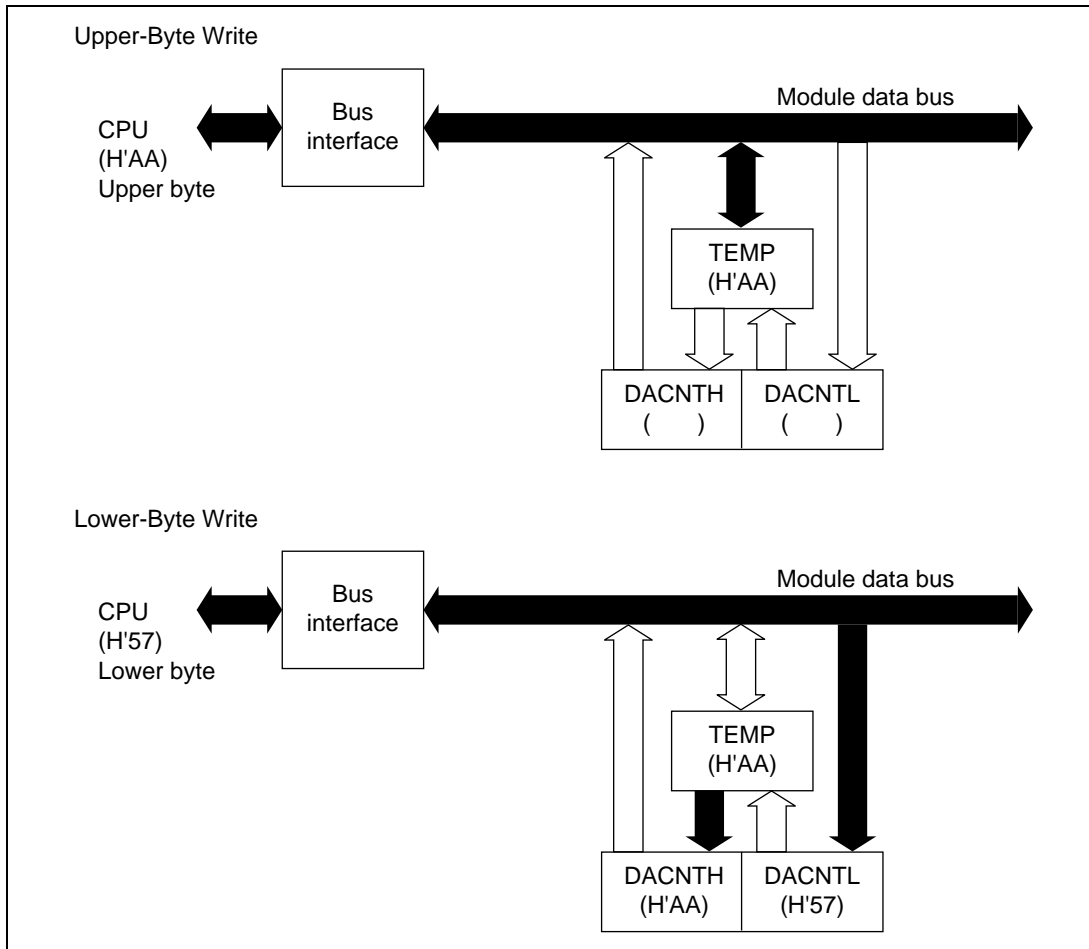 Upper-Byte Write
CPU
(H'AA)
Upper byte
Bus
interface
Module data bus
TEMP
(H'AA)
DACNTH
(      )
DACNTL
(      )
Lower-Byte Write
CPU
(H'57)
Lower byte
Bus
interface
Module data bus
TEMP
(H'AA)
DACNTH
(H'AA)
DACNTL
(H'57)